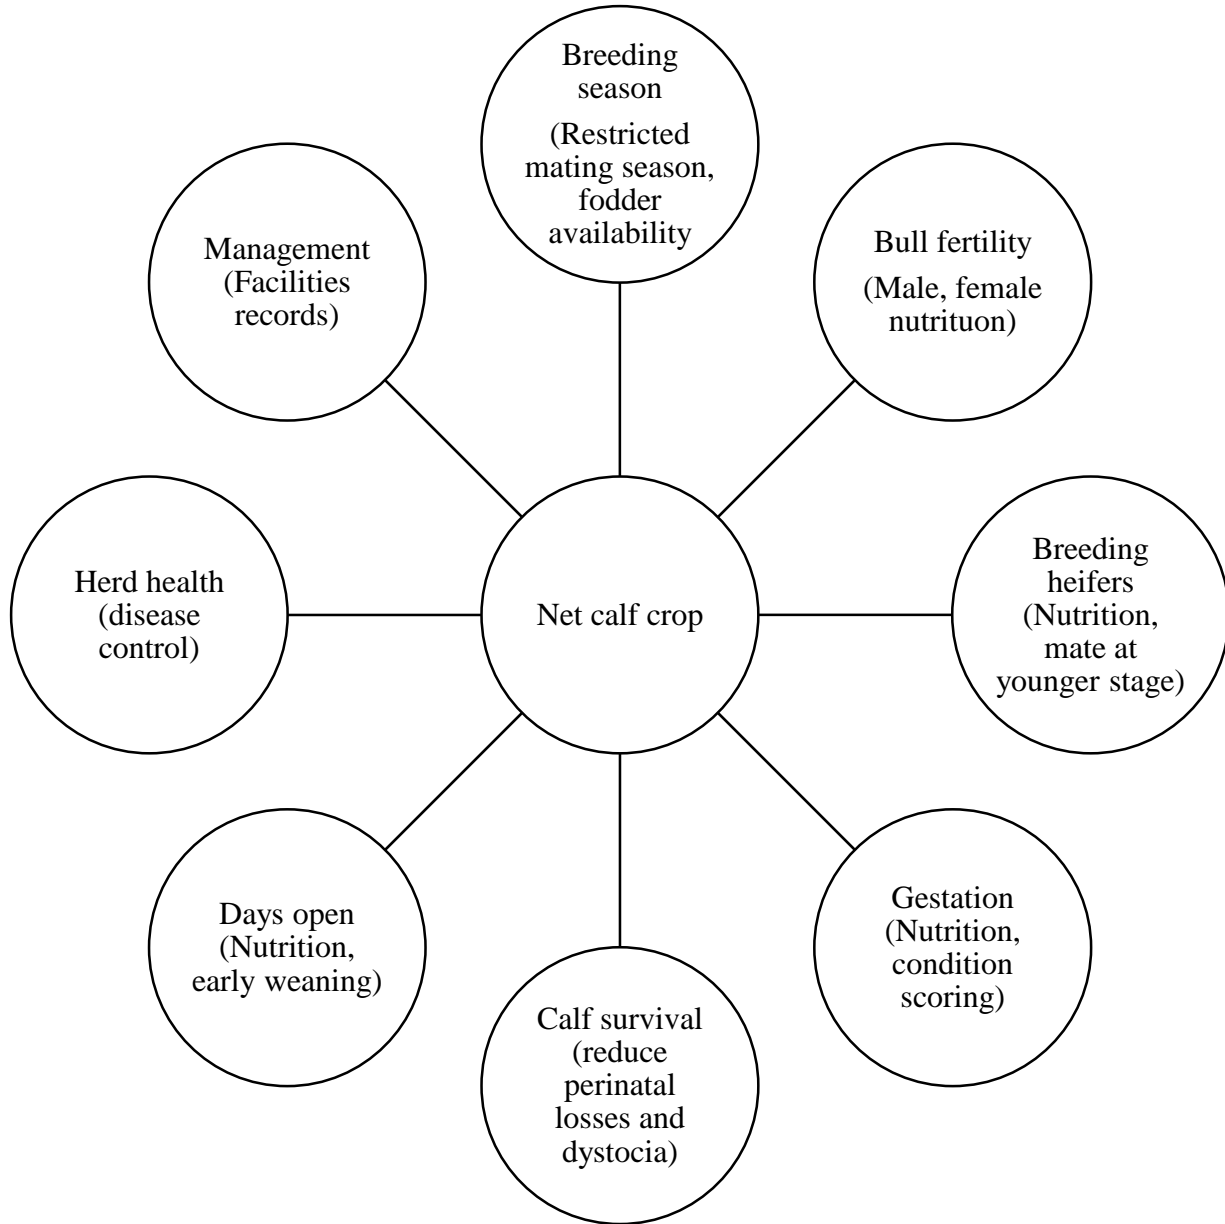 Breeding
season
(Restricted
mating season,
fodder
availability
Bull fertility
(Male, female
nutrituon)
Breeding
heifers
(Nutrition,
mate at
younger stage)
Gestation
(Nutrition,
condition
scoring)
Calf survival
(reduce
perinatal
losses and
dystocia)
Days open
(Nutrition,
early weaning)
Herd health
(disease
control)
Management
(Facilities
records)
Net calf crop